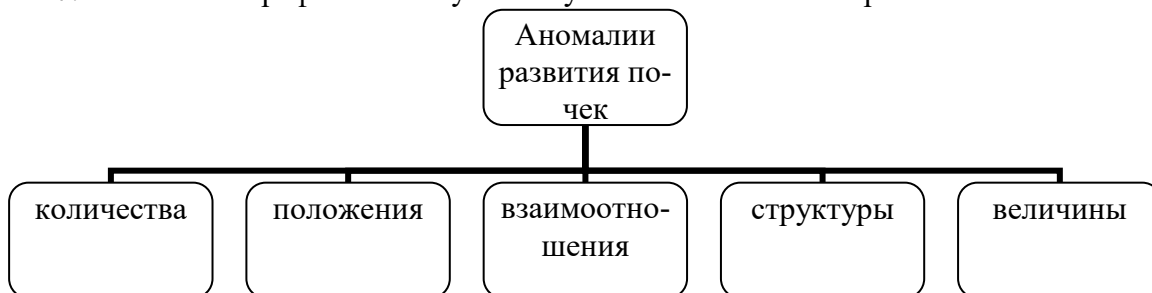 Аномалии
развития по-
чек
количества
положения
взаимоотно-
шения
структуры
величины